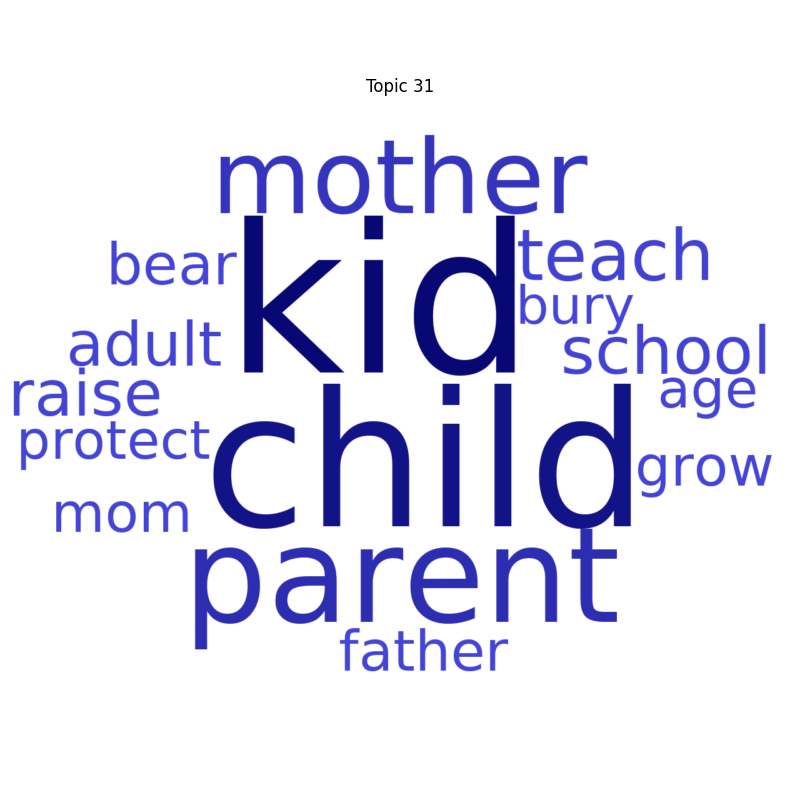 Topic 31
mother
kid
teach
bear
bury
adult
school
raise
age
child
protect
grow
mom
parent
father